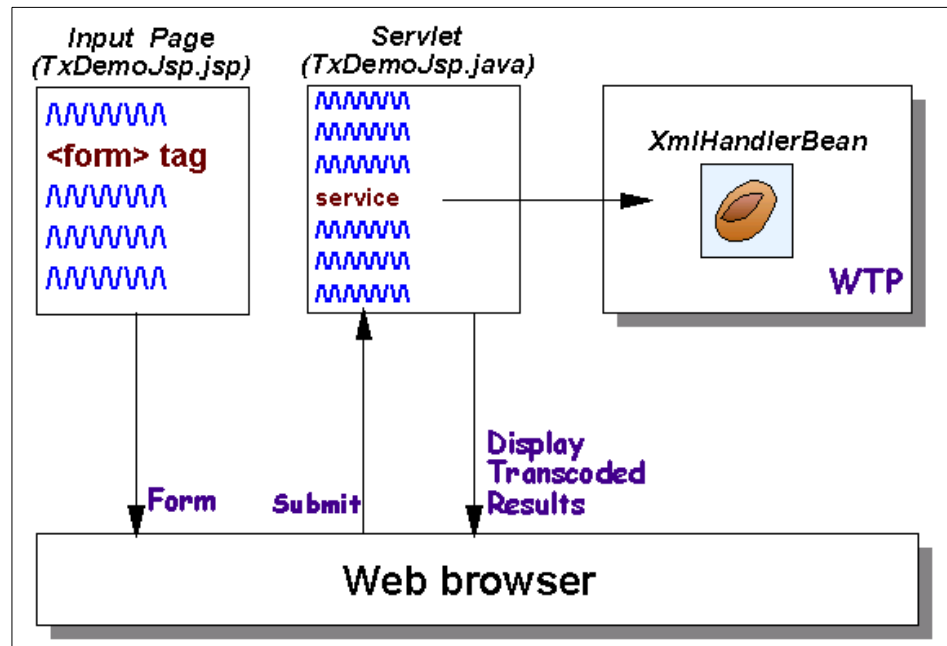 Input Page
(TxDemoJsp.jsp)
<form> tag
Servlet
(TxDemoJsp.java)
service
XmlHandlerBean
WTP
Form
Submit
Display
Transcoded
Results
Web browser